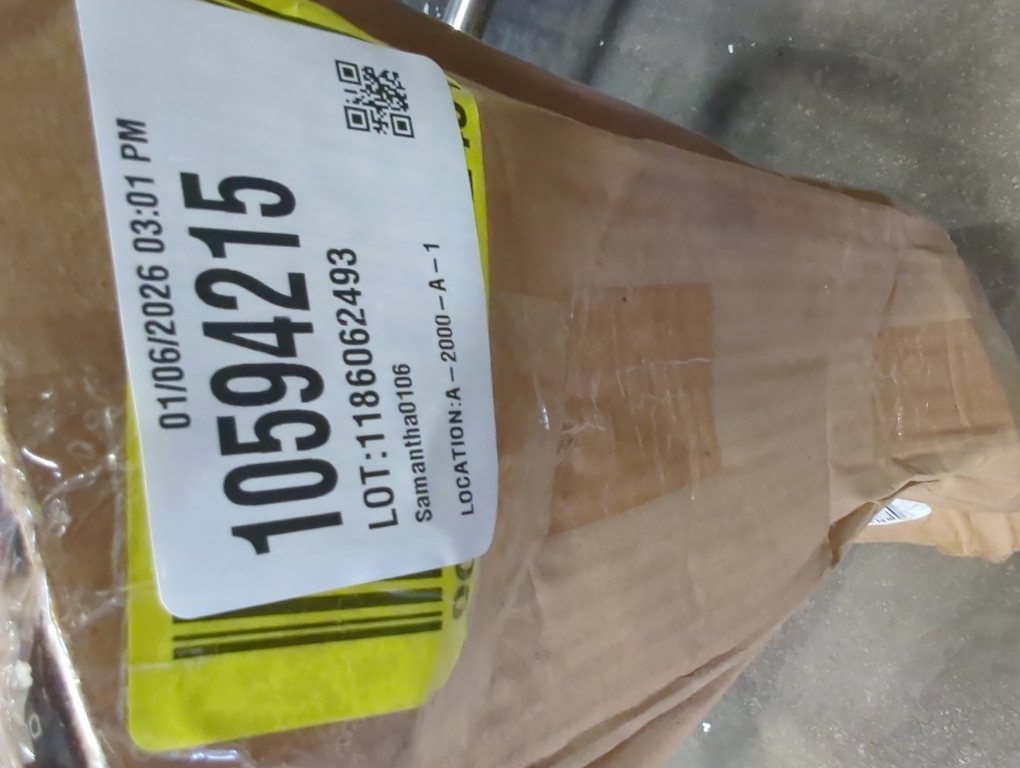 01/06/2026 03:01 PM
10594215
LOT:1186062493
Samantha0106
LOCATION:A-2000-A-1